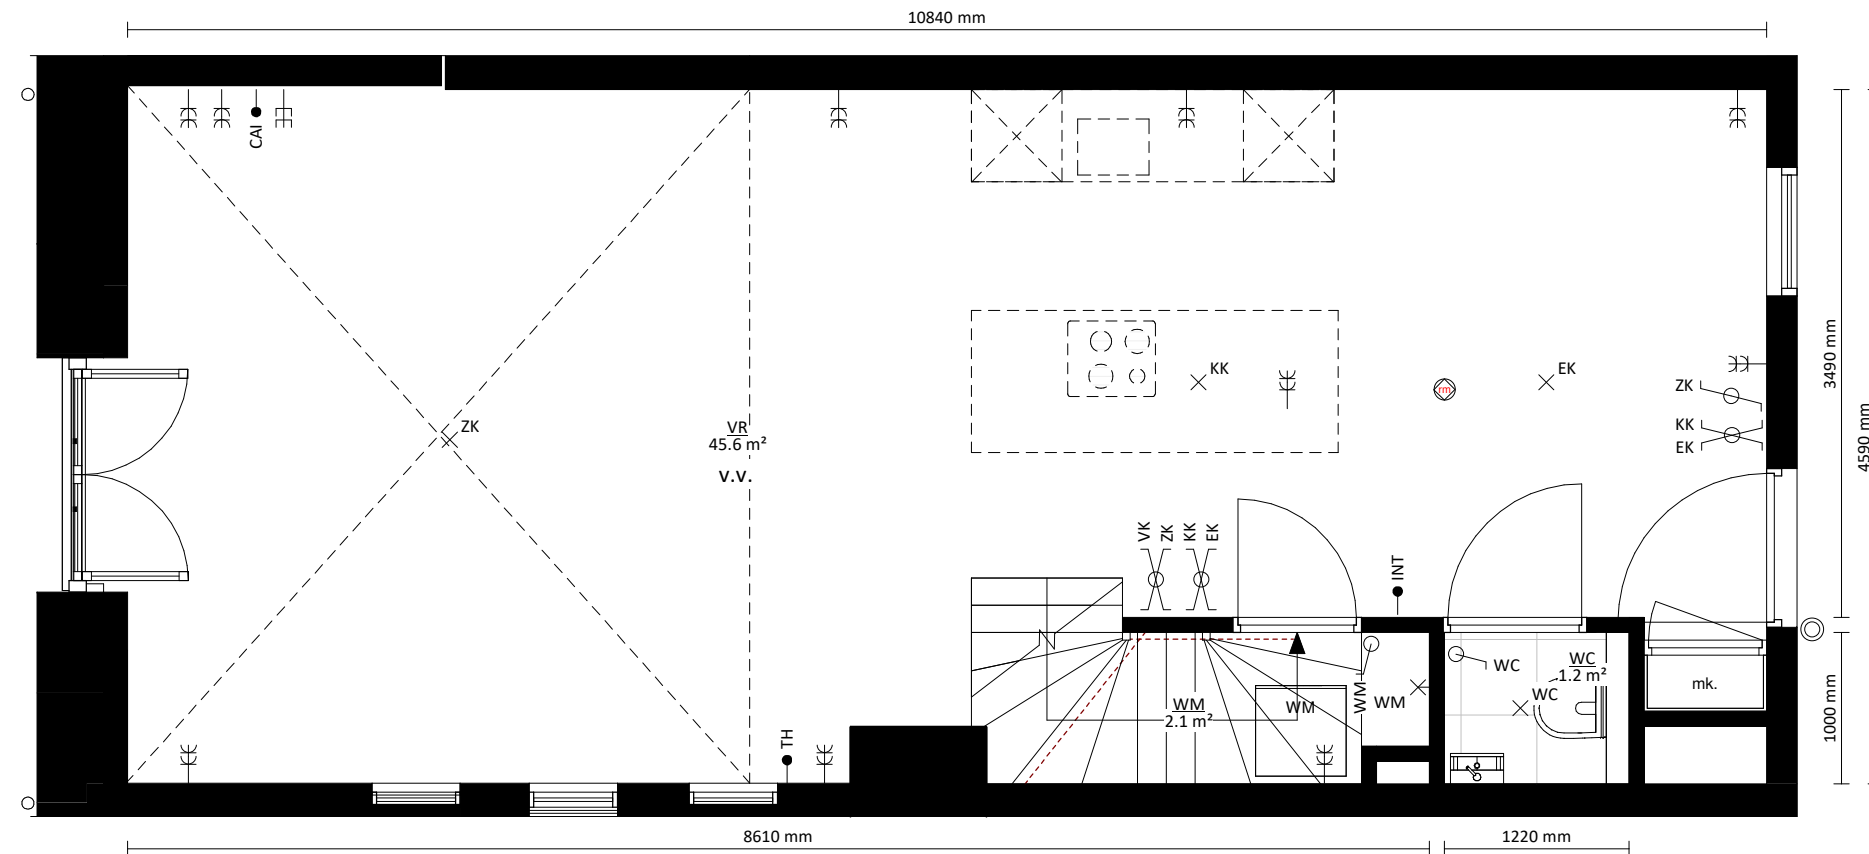 10840 mm
CAI
3490 mm
4590 mm
KK
EK
rm
ZK
KK
EK
ZK
VR
45.6 m²
v.v.
VK
ZK
KK
EK
INT
WC
WC
1.2 m²
WC
mk.
WM
2.1 m²
WM
WM
WM
1000 mm
TH
8610 mm
1220 mm